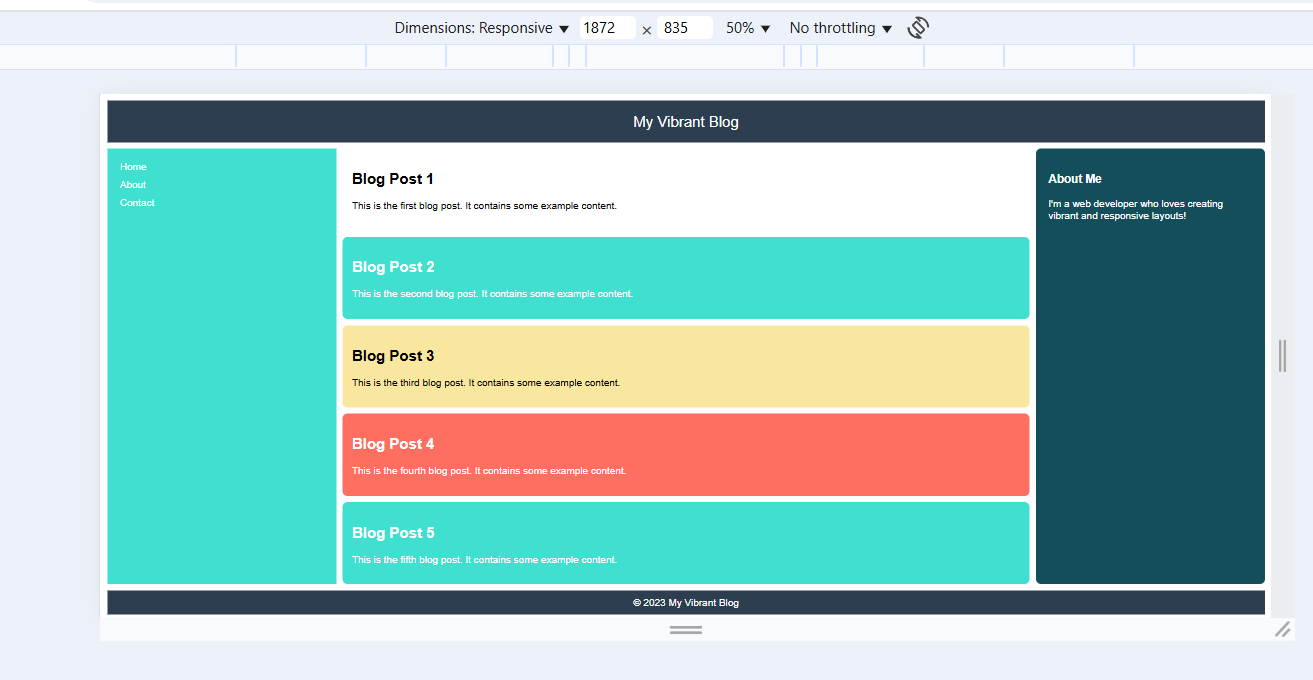 Dimensions: Responsive 1872 × 835 50% No throttling
My Vibrant Blog
Home
About
Contact
Blog Post 1
This is the first blog post. It contains some example content.
Blog Post 2
This is the second blog post. It contains some example content.
Blog Post 3
This is the third blog post. It contains some example content.
Blog Post 4
This is the fourth blog post. It contains some example content.
Blog Post 5
This is the fifth blog post. It contains some example content.
About Me
I'm a web developer who loves creating
vibrant and responsive layouts!
© 2023 My Vibrant Blog